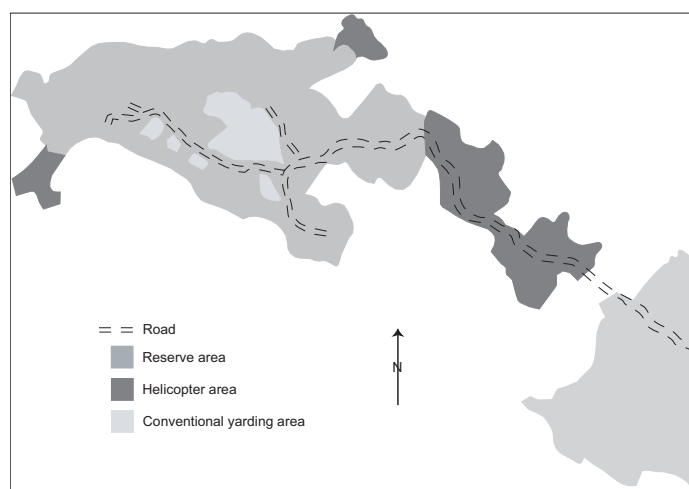 Road
Reserve area
Helicopter area
Conventional yarding area
N